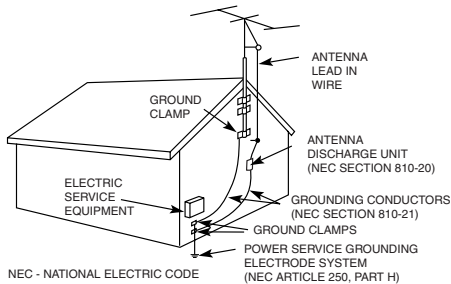 ANTENNA
LEAD IN
WIRE
GROUND
CLAMP
ANTENNA
DISCHARGE UNIT
(NEC SECTION 810-20)
ELECTRIC
SERVICE
EQUIPMENT
GROUNDING CONDUCTORS
(NEC SECTION 810-21)
GROUND CLAMPS
POWER SERVICE GROUNDING
ELECTRODE SYSTEM
(NEC ARTICLE 250, PART H)
NEC - NATIONAL ELECTRIC CODE